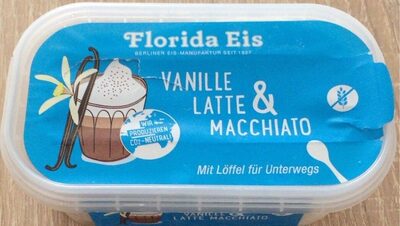 Florida Eis
BERLINER EIS-MANUFAKTUR SEIT 1927
VANILLE
LATTE &
MACCHIATO
WIR
PRODUZIEREN
CO2-NEUTRAL!
Mit Löffel für Unterwegs
VANILLE &
LATTE MACCHIATO